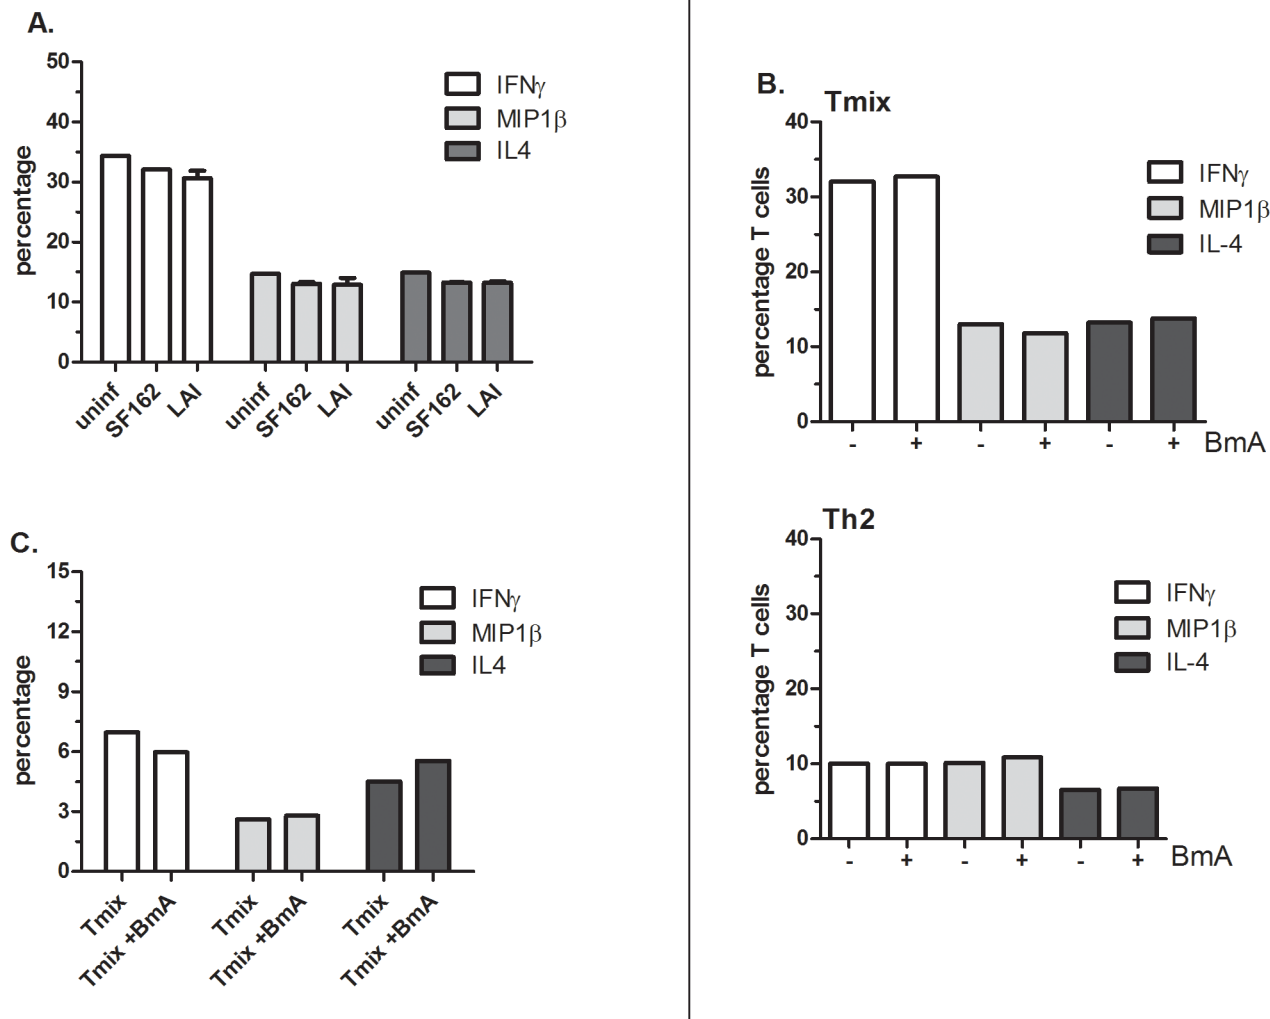 A.
50
40
30
20
10
0
percentage
IFNγ
MIP1β
IL4
uninf
SF162
LAI
uninf
SF162
LAI
uninf
SF162
LAI
B.
Tmix
40
30
20
10
0
percentage T cells
IFNγ
MIP1β
IL-4
- + - + - + BmA
Th2
40
30
20
10
0
percentage T cells
IFNγ
MIP1β
IL-4
- + - + - + BmA
C.
15
12
9
6
3
0
percentage
IFNγ
MIP1β
IL4
Tmix
Tmix +BmA
Tmix
Tmix +BmA
Tmix
Tmix +BmA